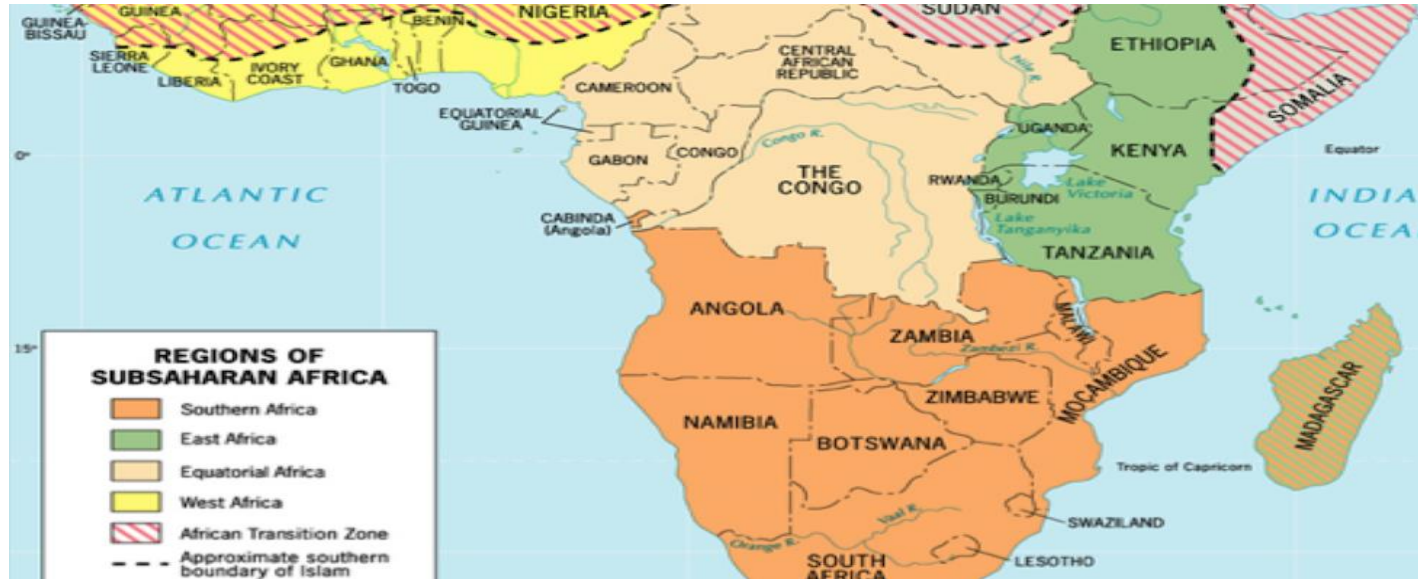 GUINEA-
BISSAU
GUINEA
SIERRA
LEONE
LIBERIA
IVORY
COAST
GHANA
TOGO
BENIN
NIGERIA
SUDAN
ETHIOPIA
SOMALIA
CENTRAL
AFRICAN
REPUBLIC
Nile R.
CAMEROON
EQUATORIAL
GUINEA
UGANDA
KENYA
0°
Equator
GABON
CONGO
Congo R.
THE
CONGO
RWANDA
BURUNDI
Lake
Victoria
Lake
Tanganyika
TANZANIA
ATLANTIC
OCEAN
INDIA
OCEA
CABINDA
(Angola)
ANGOLA
ZAMBIA
MALAWI
Zambezi R.
15°
MOCAMBIQUE
ZIMBABWE
NAMIBIA
BOTSWANA
MADAGASCAR
Tropic of Capricorn
SWAZILAND
Vaal R.
Orange R.
LESOTHO
SOUTH
AFRICA
REGIONS OF
SUBSAHARAN AFRICA
Southern Africa
East Africa
Equatorial Africa
West Africa
African Transition Zone
Approximate southern
boundary of Islam